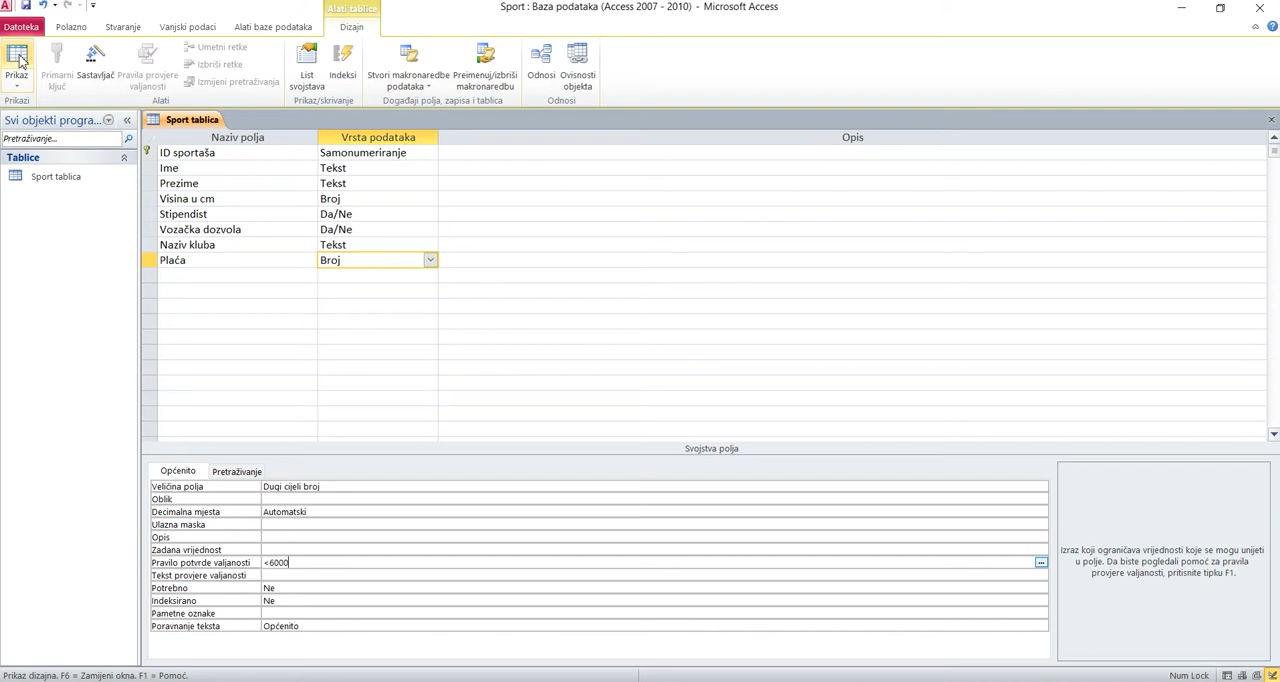 Sport : Baza podataka (Access 2007 - 2010) - Microsoft Access
Alati tablice
Datoteka Polazno Stvaranje Vanjski podaci Alati baze podataka Dizajn
Prikaz
Primarni ključ
Sastavljač
Pravila provjere valjanosti
Umetni retke
Izbriši retke
Izmijeni pretraživanja
List svojstava
Indeksi
Stvori makronaredbe podataka
Preimenuj/izbriši makronaredbu
Odnosi
Ovisnosti objekta
Prikazi Alati Prikaz/skrivanje Događaji polja, zapisa i tablica Odnosi
Svi objekti progra...
Pretraživanje...
Tablice
Sport tablica
Sport tablica
Naziv polja Vrsta podataka Opis
ID sportaša Samonumeriranje
Ime Tekst
Prezime Tekst
Visina u cm Broj
Stipendist Da/Ne
Vozačka dozvola Da/Ne
Naziv kluba Tekst
Plaća Broj
Svojstva polja
Općenito Pretraživanje
Veličina polja Dugi cijeli broj
Oblik
Decimalna mjesta Automatski
Ulazna maska
Opis
Zadana vrijednost
Pravilo potvrde valjanosti <6000
Tekst provjere valjanosti
Potrebno Ne
Indeksirano Ne
Pametne oznake
Poravnanje teksta Općenito
Izraz koji ograničava vrijednosti koje se mogu unijeti
u polje. Da biste pogledali pomoć za pravila
provjere valjanosti, pritisnite tipku F1.
Prikaz dizajna. F6 = Zamijeni okna. F1 = Pomoć.
Num Lock